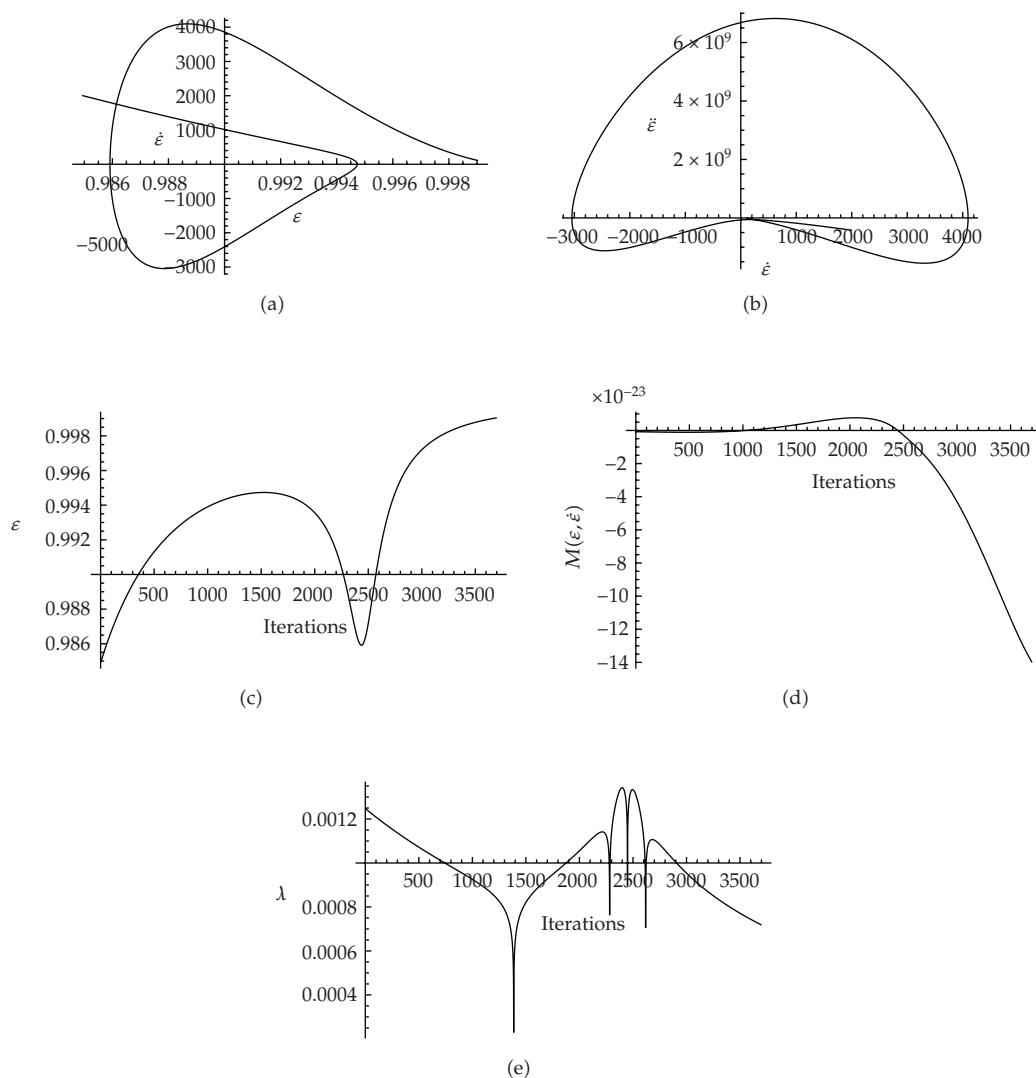 4000
3000
2000
1000
ε̇
0.986 0.988 0.992 0.994 0.996 0.998
−1000
ε
−5000
−2000
3000
(a)
6 × 10⁹
ε̈
4 × 10⁹
2 × 10⁹
−3000 −2000 −1000 1000 2000 3000 4000
ε̇
(b)
0.998
0.996
0.994
ε
0.992
500 1000 1500 2000 2500 3000 3500
0.988
Iterations
0.986
(c)
×10⁻²³
500 1000 1500 2000 2500 3000 3500
−2
Iterations
−4
−6
M(ε, ε̇)
−8
−10
−12
−14
(d)
0.0012
500 1000 1500 2000 2500 3000 3500
λ
0.0008
Iterations
0.0006
0.0004
(e)